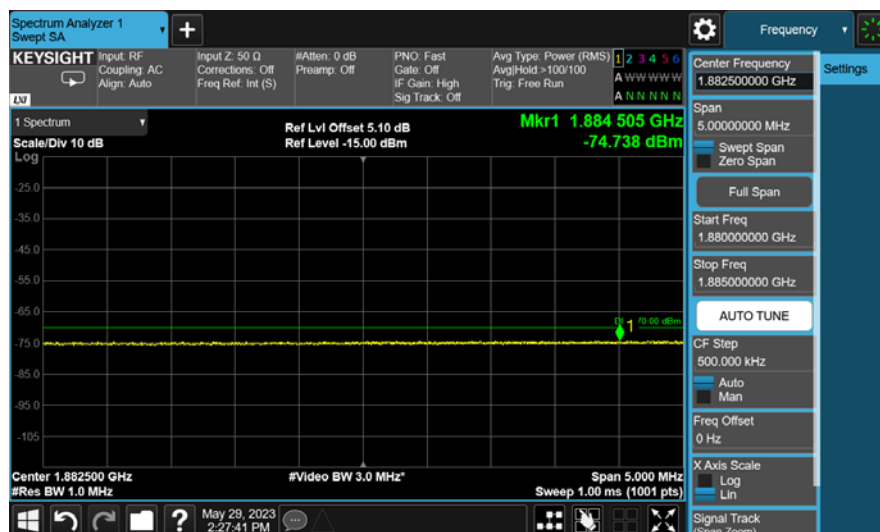 Spectrum Analyzer 1
Swept SA
Frequency
KEYSIGHT
LXI
Input: RF
Coupling: AC
Align: Auto
Input Z: 50 Ω
Corrections: Off
Freq Ref: Int (S)
#Atten: 0 dB
Preamp: Off
PNO: Fast
Gate: Off
IF Gain: High
Sig Track: Off
Avg Type: Power (RMS)
Avg|Hold:>100/100
Trig: Free Run
1 2 3 4 5 6
A W W W W W
A N N N N N
1 Spectrum
Scale/Div 10 dB
Log
Ref Lvl Offset 5.10 dB
Ref Level -15.00 dBm
Mkr1 1.884 505 GHz
-74.738 dBm
-25.0
-35.0
-45.0
-55.0
-65.0
-75.0
-85.0
-95.0
-105
1
70.00 dBm
Center 1.882500 GHz
#Res BW 1.0 MHz
#Video BW 3.0 MHz*
Span 5.000 MHz
Sweep 1.00 ms (1001 pts)
Center Frequency
1.882500000 GHz
Settings
Span
5.00000000 MHz
Swept Span
Zero Span
Full Span
Start Freq
1.880000000 GHz
Stop Freq
1.885000000 GHz
AUTO TUNE
CF Step
500.000 kHz
Auto
Man
Freq Offset
0 Hz
X Axis Scale
Log
Lin
Signal Track
(Span Zoom)
?
May 29, 2023
2:27:41 PM